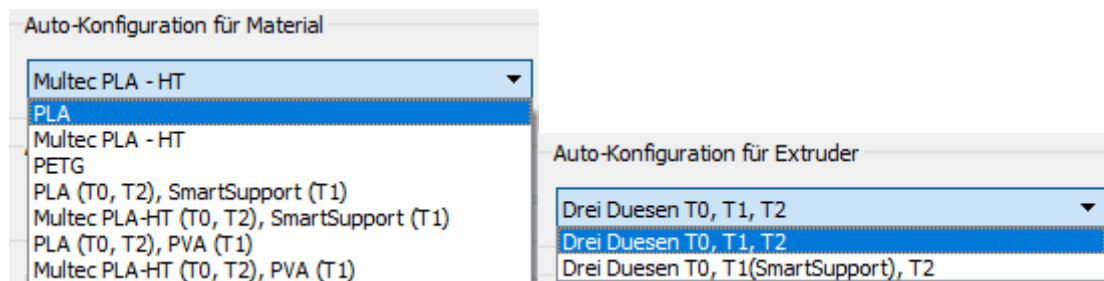 Auto-Konfiguration für Material
Multec PLA - HT
PLA
Multec PLA - HT
PETG
PLA (T0, T2), SmartSupport (T1)
Multec PLA-HT (T0, T2), SmartSupport (T1)
PLA (T0, T2), PVA (T1)
Multec PLA-HT (T0, T2), PVA (T1)
Auto-Konfiguration für Extruder
Drei Duesen T0, T1, T2
Drei Duesen T0, T1, T2
Drei Duesen T0, T1(SmartSupport), T2